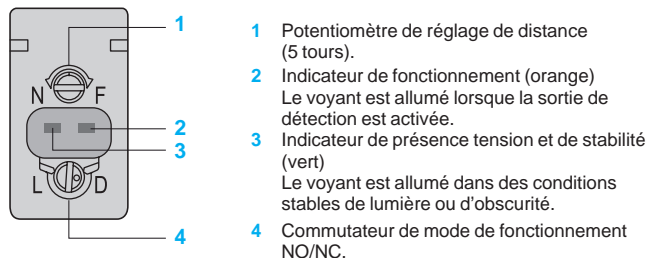 1
N F
2
3
L D
4
1 Potentiomètre de réglage de distance
(5 tours).
2 Indicateur de fonctionnement (orange)
Le voyant est allumé lorsque la sortie de
détection est activée.
3 Indicateur de présence tension et de stabilité
(vert)
Le voyant est allumé dans des conditions
stables de lumière ou d'obscurité.
4 Commutateur de mode de fonctionnement
NO/NC.